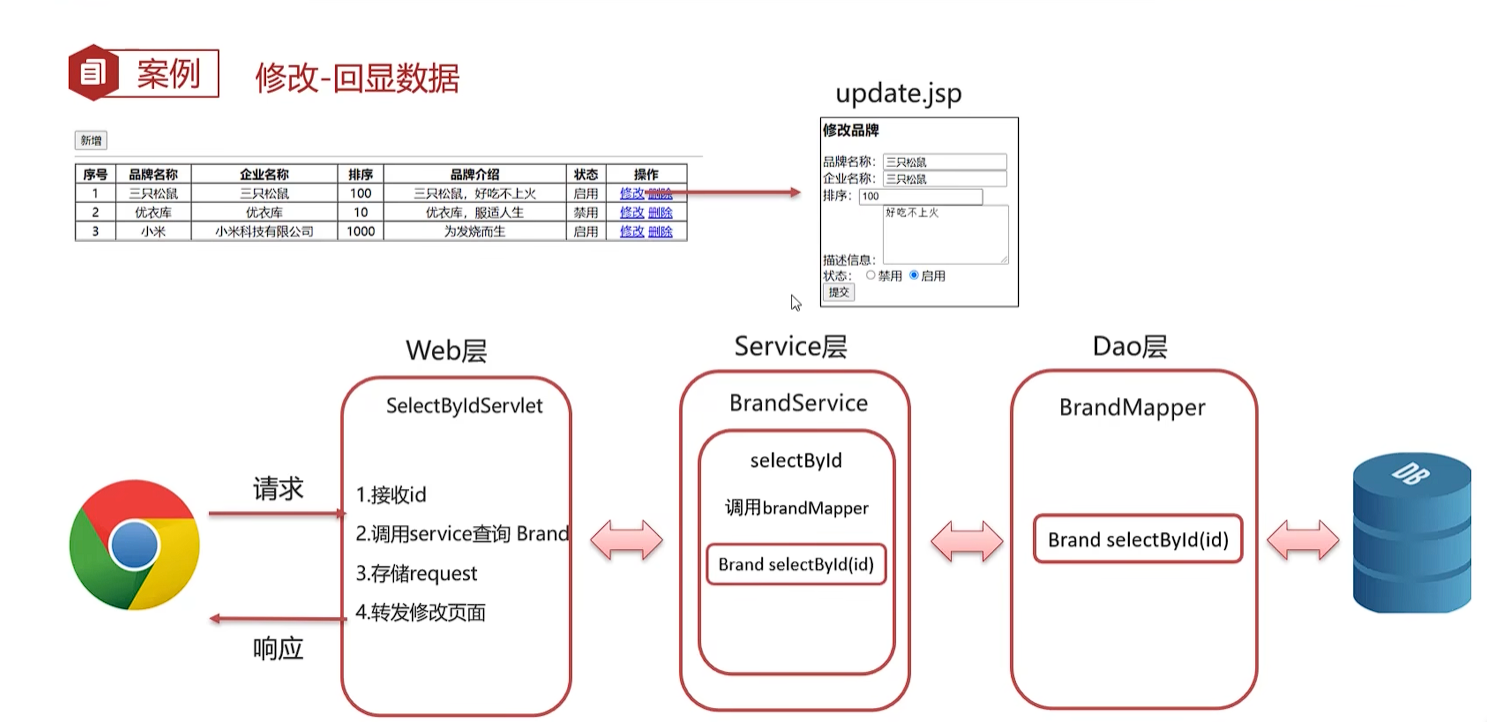 案例
修改-回显数据
新增
序号 品牌名称 企业名称 排序 品牌介绍 状态 操作
1 三只松鼠 三只松鼠 100 三只松鼠，好吃不上火 启用 修改 删除
2 优衣库 优衣库 10 优衣库，服适人生 禁用 修改 删除
3 小米 小米科技有限公司 1000 为发烧而生 启用 修改 删除
update.jsp
修改品牌
品牌名称： 三只松鼠
企业名称： 三只松鼠
排序： 100
好吃不上火
描述信息：
状态： 禁用 启用
提交
请求
响应
Web层
SelectByIdServlet
1.接收id
2.调用service查询 Brand
3.存储request
4.转发修改页面
Service层
BrandService
selectById
调用brandMapper
Brand selectById(id)
Dao层
BrandMapper
Brand selectById(id)
DB